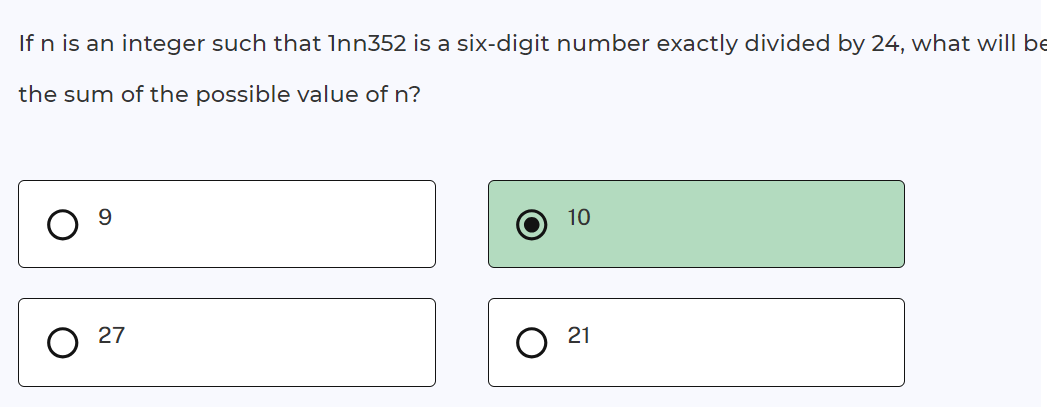 If n is an integer such that 1nn352 is a six-digit number exactly divided by 24, what will be
the sum of the possible value of n?
9
10
27
21